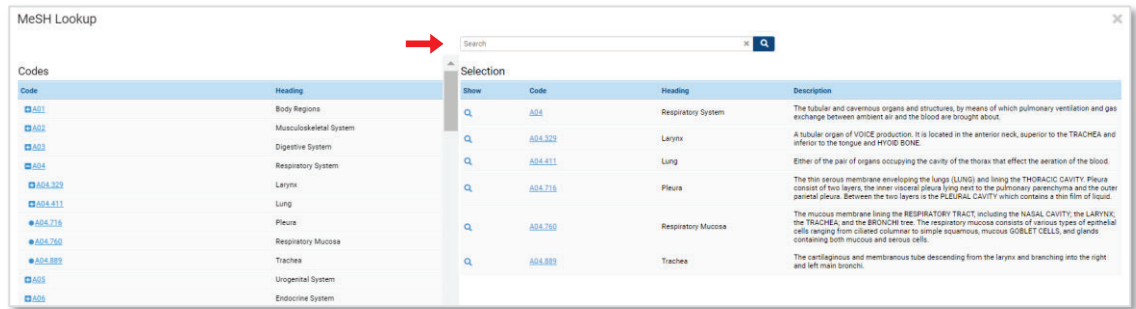 MeSH Lookup
Search
Codes
Code Heading
A01 Body Regions
A02 Musculoskeletal System
A03 Digestive System
A04 Respiratory System
A04.329 Larynx
A04.411 Lung
A04.716 Pleura
A04.760 Respiratory Mucosa
A04.889 Trachea
A05 Urogenital System
A06 Endocrine System
Selection
Show Code Heading Description
A04 Respiratory System The tubular and cavernous organs and structures, by means of which pulmonary ventilation and gas
exchange between ambient air and the blood are brought about.
A04.329 Larynx A tubular organ of VOICE production. It is located in the anterior neck, superior to the TRACHEA and
inferior to the tongue and HYOID BONE.
A04.411 Lung Either of the pair of organs occupying the cavity of the thorax that effect the aeration of the blood.
A04.716 Pleura The thin serous membrane enveloping the lungs (LUNG) and lining the THORACIC CAVITY. Pleura
consist of two layers, the inner visceral pleura lying next to the pulmonary parenchyma and the outer
parietal pleura. Between the two layers is the PLEURAL CAVITY which contains a thin film of liquid.
A04.760 Respiratory Mucosa The mucous membrane lining the RESPIRATORY TRACT, including the NASAL CAVITY; the LARYNX;
the TRACHEA; and the BRONCHI tree. The respiratory mucosa consists of various types of epithelial
cells ranging from ciliated columnar to simple squamous, mucous GOBLET CELLS, and glands
containing both mucous and serous cells.
A04.889 Trachea The cartilaginous and membranous tube descending from the larynx and branching into the right
and left main bronchi.